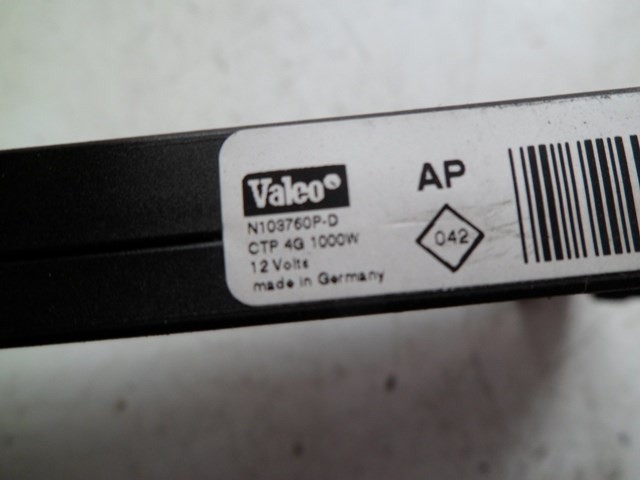 Valeo
N103760P-D
CTP 4G 1000W
12 Volts
made in Germany
AP
042